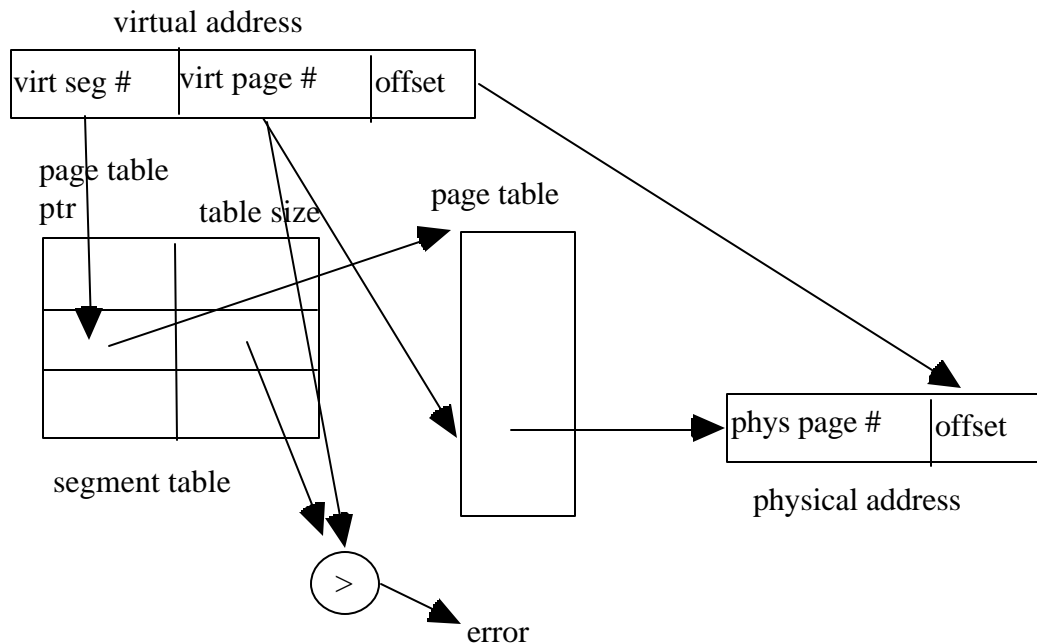 virtual address
virt seg # virt page # offset
page table
ptr
table size
page table
phys page # offset
segment table
physical address
>
error